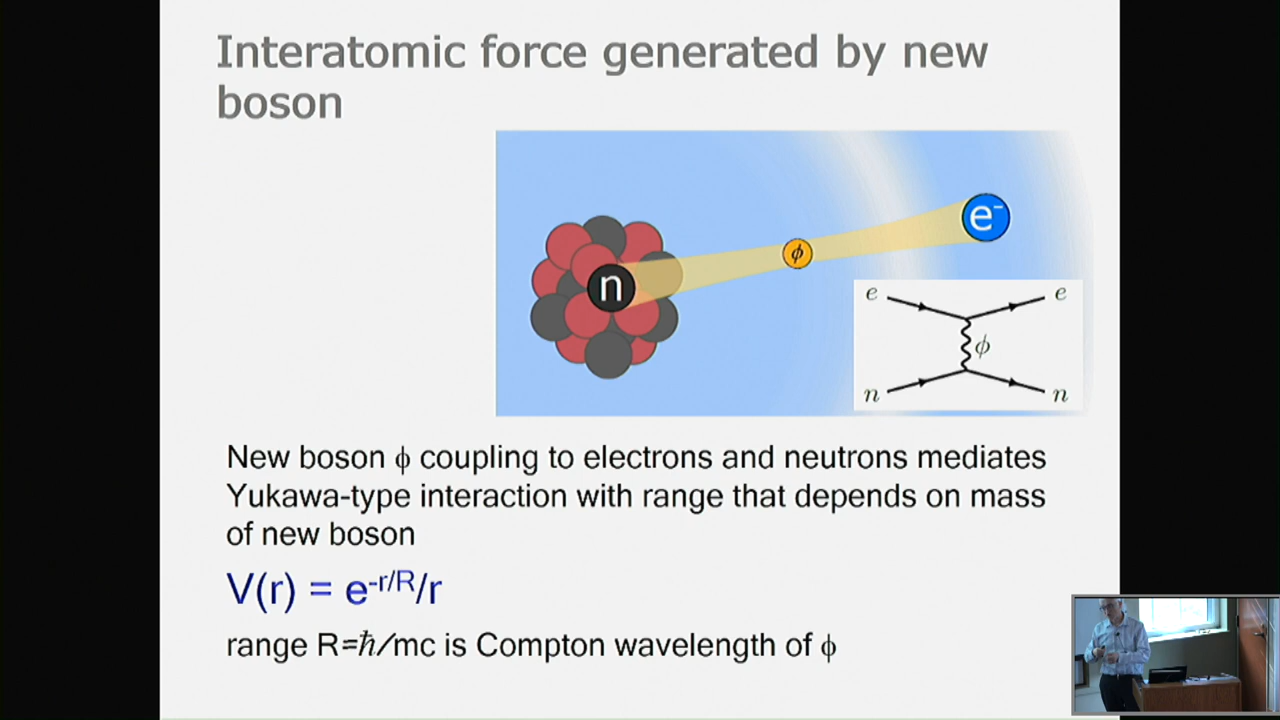 Interatomic force generated by new
boson
n
ϕ
e⁻
e e
ϕ
n n
New boson ϕ coupling to electrons and neutrons mediates
Yukawa-type interaction with range that depends on mass
of new boson
V(r) = e^-r/R/r
range R=ℏ/mc is Compton wavelength of ϕ